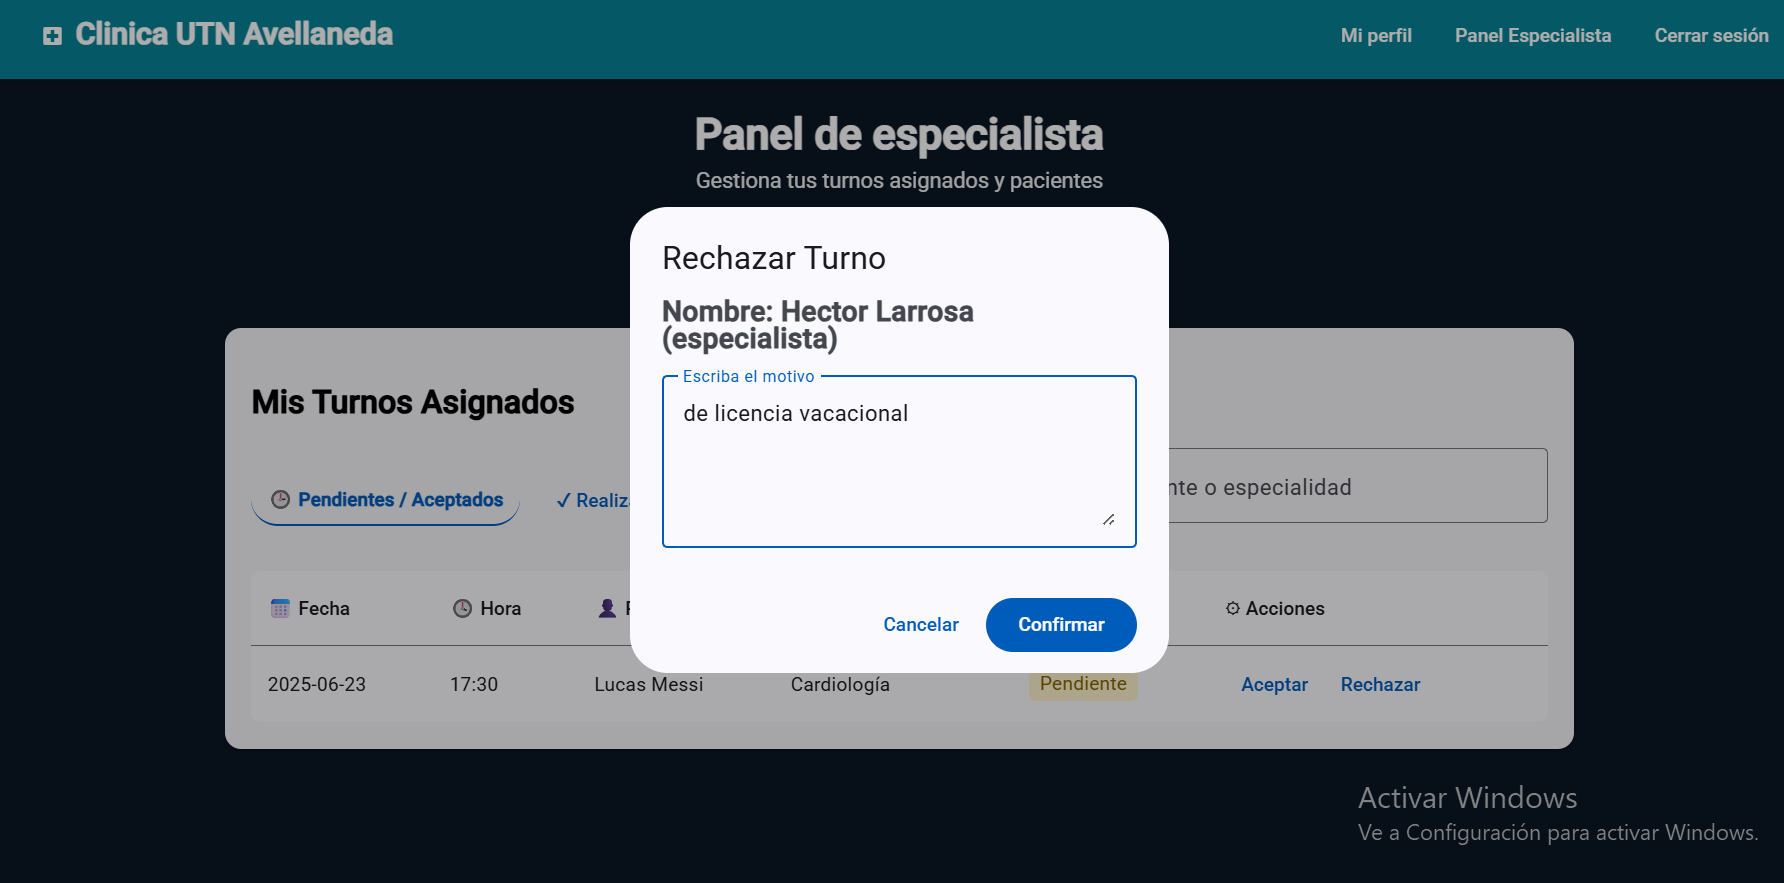 Clinica UTN Avellaneda
Mi perfil
Panel Especialista
Cerrar sesión
Panel de especialista
Gestiona tus turnos asignados y pacientes
Rechazar Turno
Nombre: Hector Larrosa
(especialista)
Escriba el motivo
de licencia vacacional
Cancelar
Confirmar
Mis Turnos Asignados
Pendientes / Aceptados
✓
o especialidad
Fecha
Hora
Acciones
2025-06-23
17:30
Lucas Messi
Cardiología
Pendiente
Aceptar
Rechazar
Activar Windows
Ve a Configuración para activar Windows.